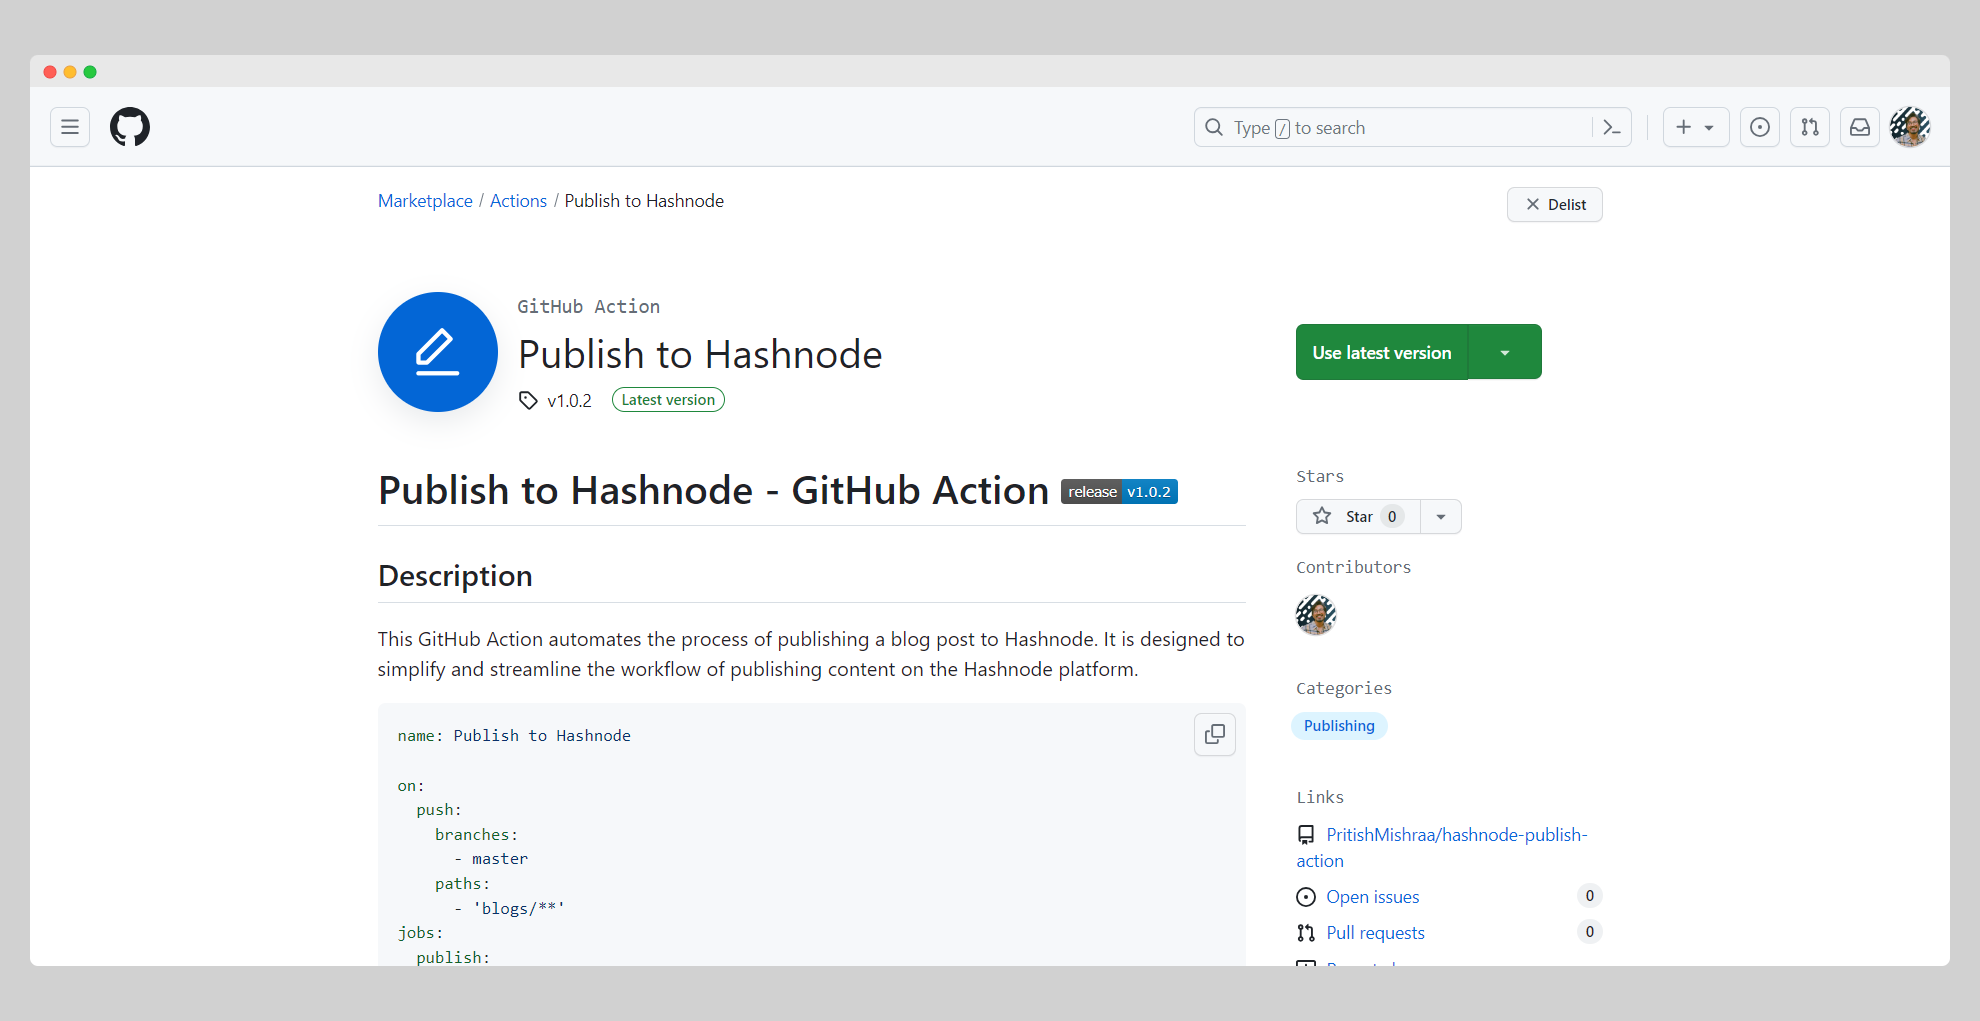 Type / to search
Marketplace / Actions / Publish to Hashnode
Delist
GitHub Action
Publish to Hashnode
v1.0.2 Latest version
Use latest version
Publish to Hashnode - GitHub Action release v1.0.2
Description
This GitHub Action automates the process of publishing a blog post to Hashnode. It is designed to
simplify and streamline the workflow of publishing content on the Hashnode platform.
name: Publish to Hashnode
on:
push:
branches:
- master
paths:
- 'blogs/**'
jobs:
publish:
Stars
Star 0
Contributors
Categories
Publishing
Links
PritishMishraa/hashnode-publish-
action
Open issues 0
Pull requests 0